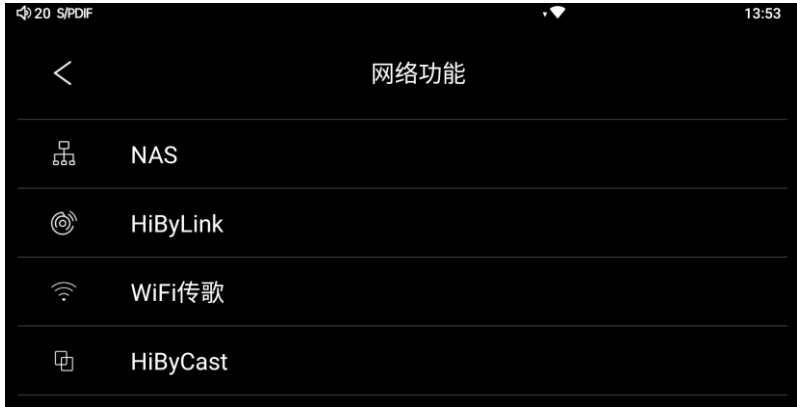 20 S/PDIF 13:53
网络功能
NAS
HiByLink
WiFi传歌
HiByCast